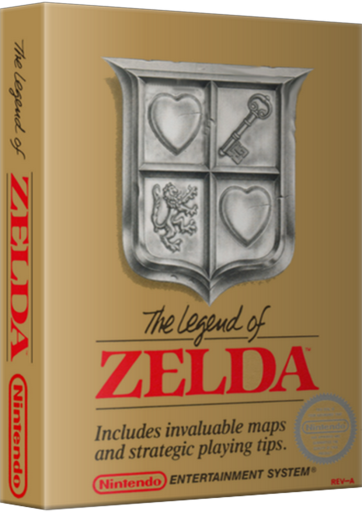 The Legend of
ZELDA
Nintendo
The Legend of
ZELDA™
Includes invaluable maps
and strategic playing tips.
Nintendo ENTERTAINMENT SYSTEM®
REV-A